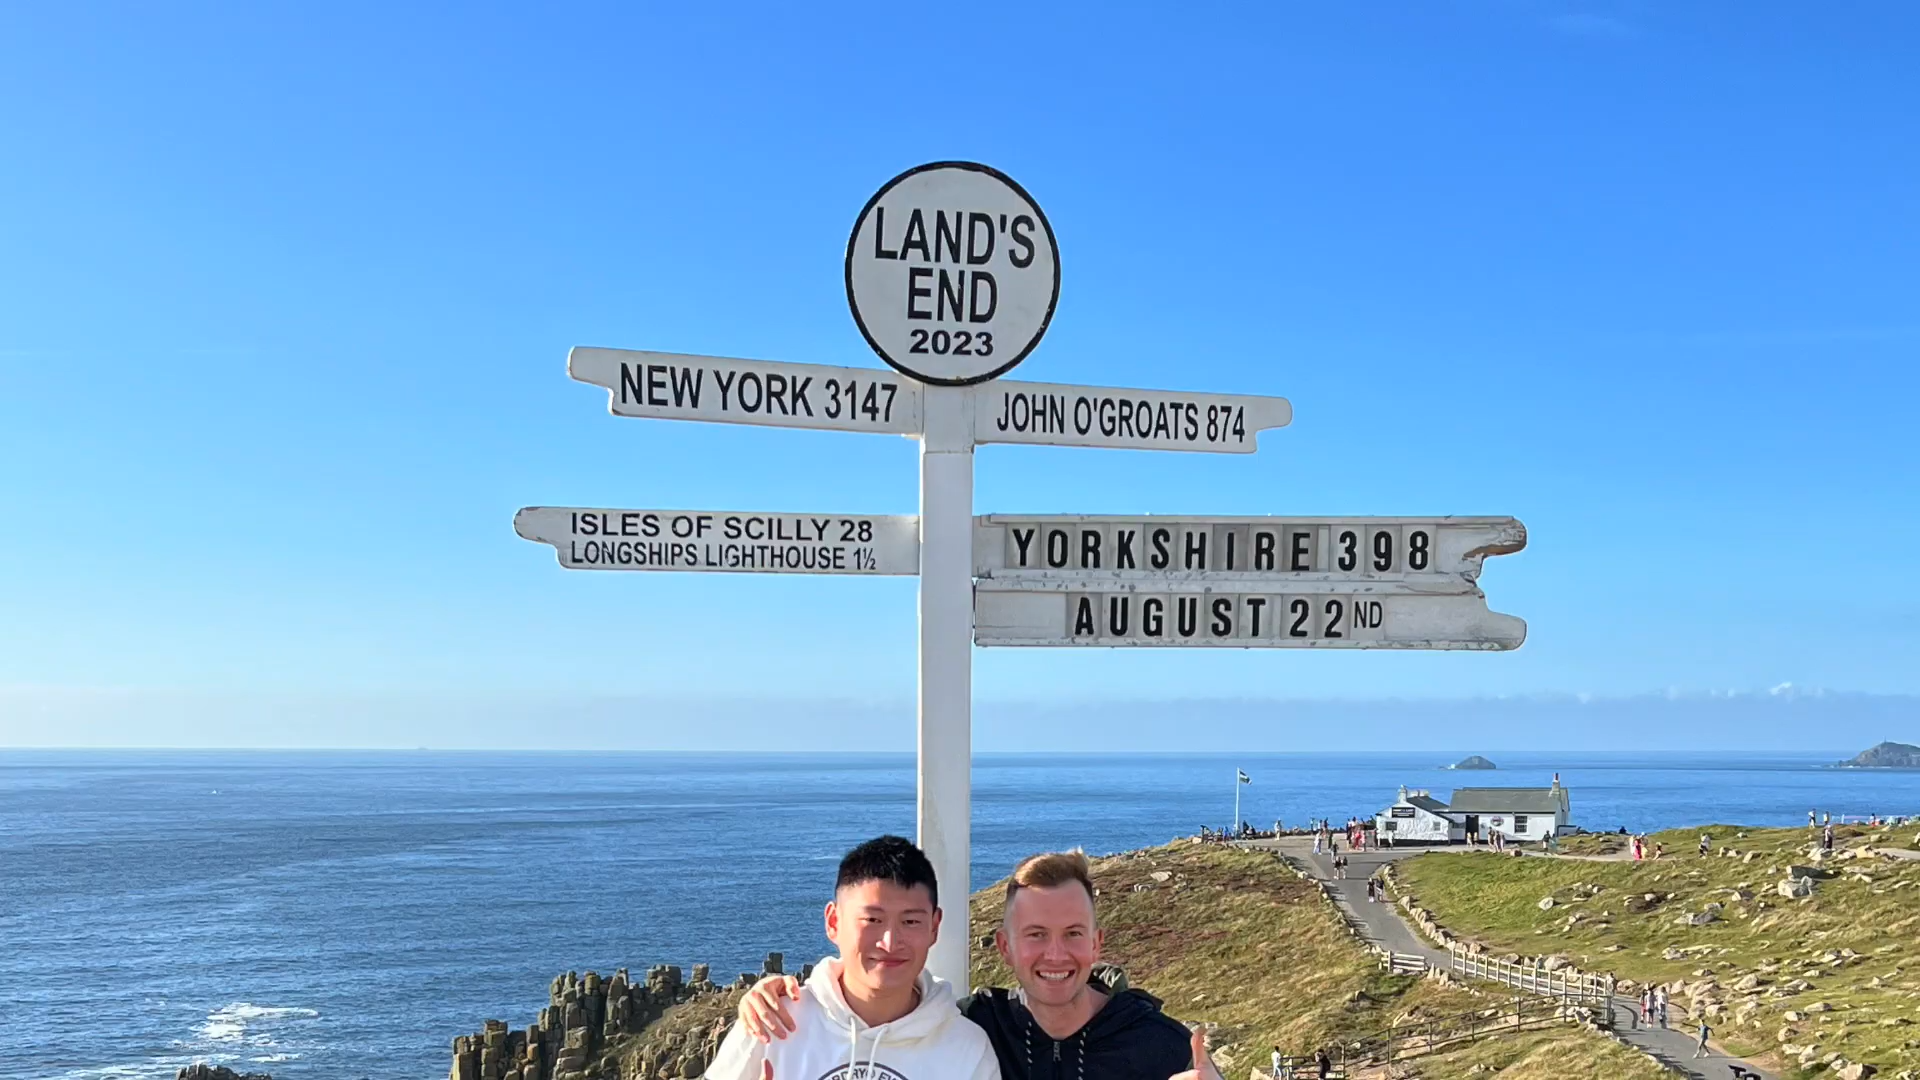 LAND'S
END
2023
NEW YORK 3147
JOHN O'GROATS 874
ISLES OF SCILLY 28
LONGSHIPS LIGHTHOUSE 1½
YORKSHIRE 398
AUGUST 22ND